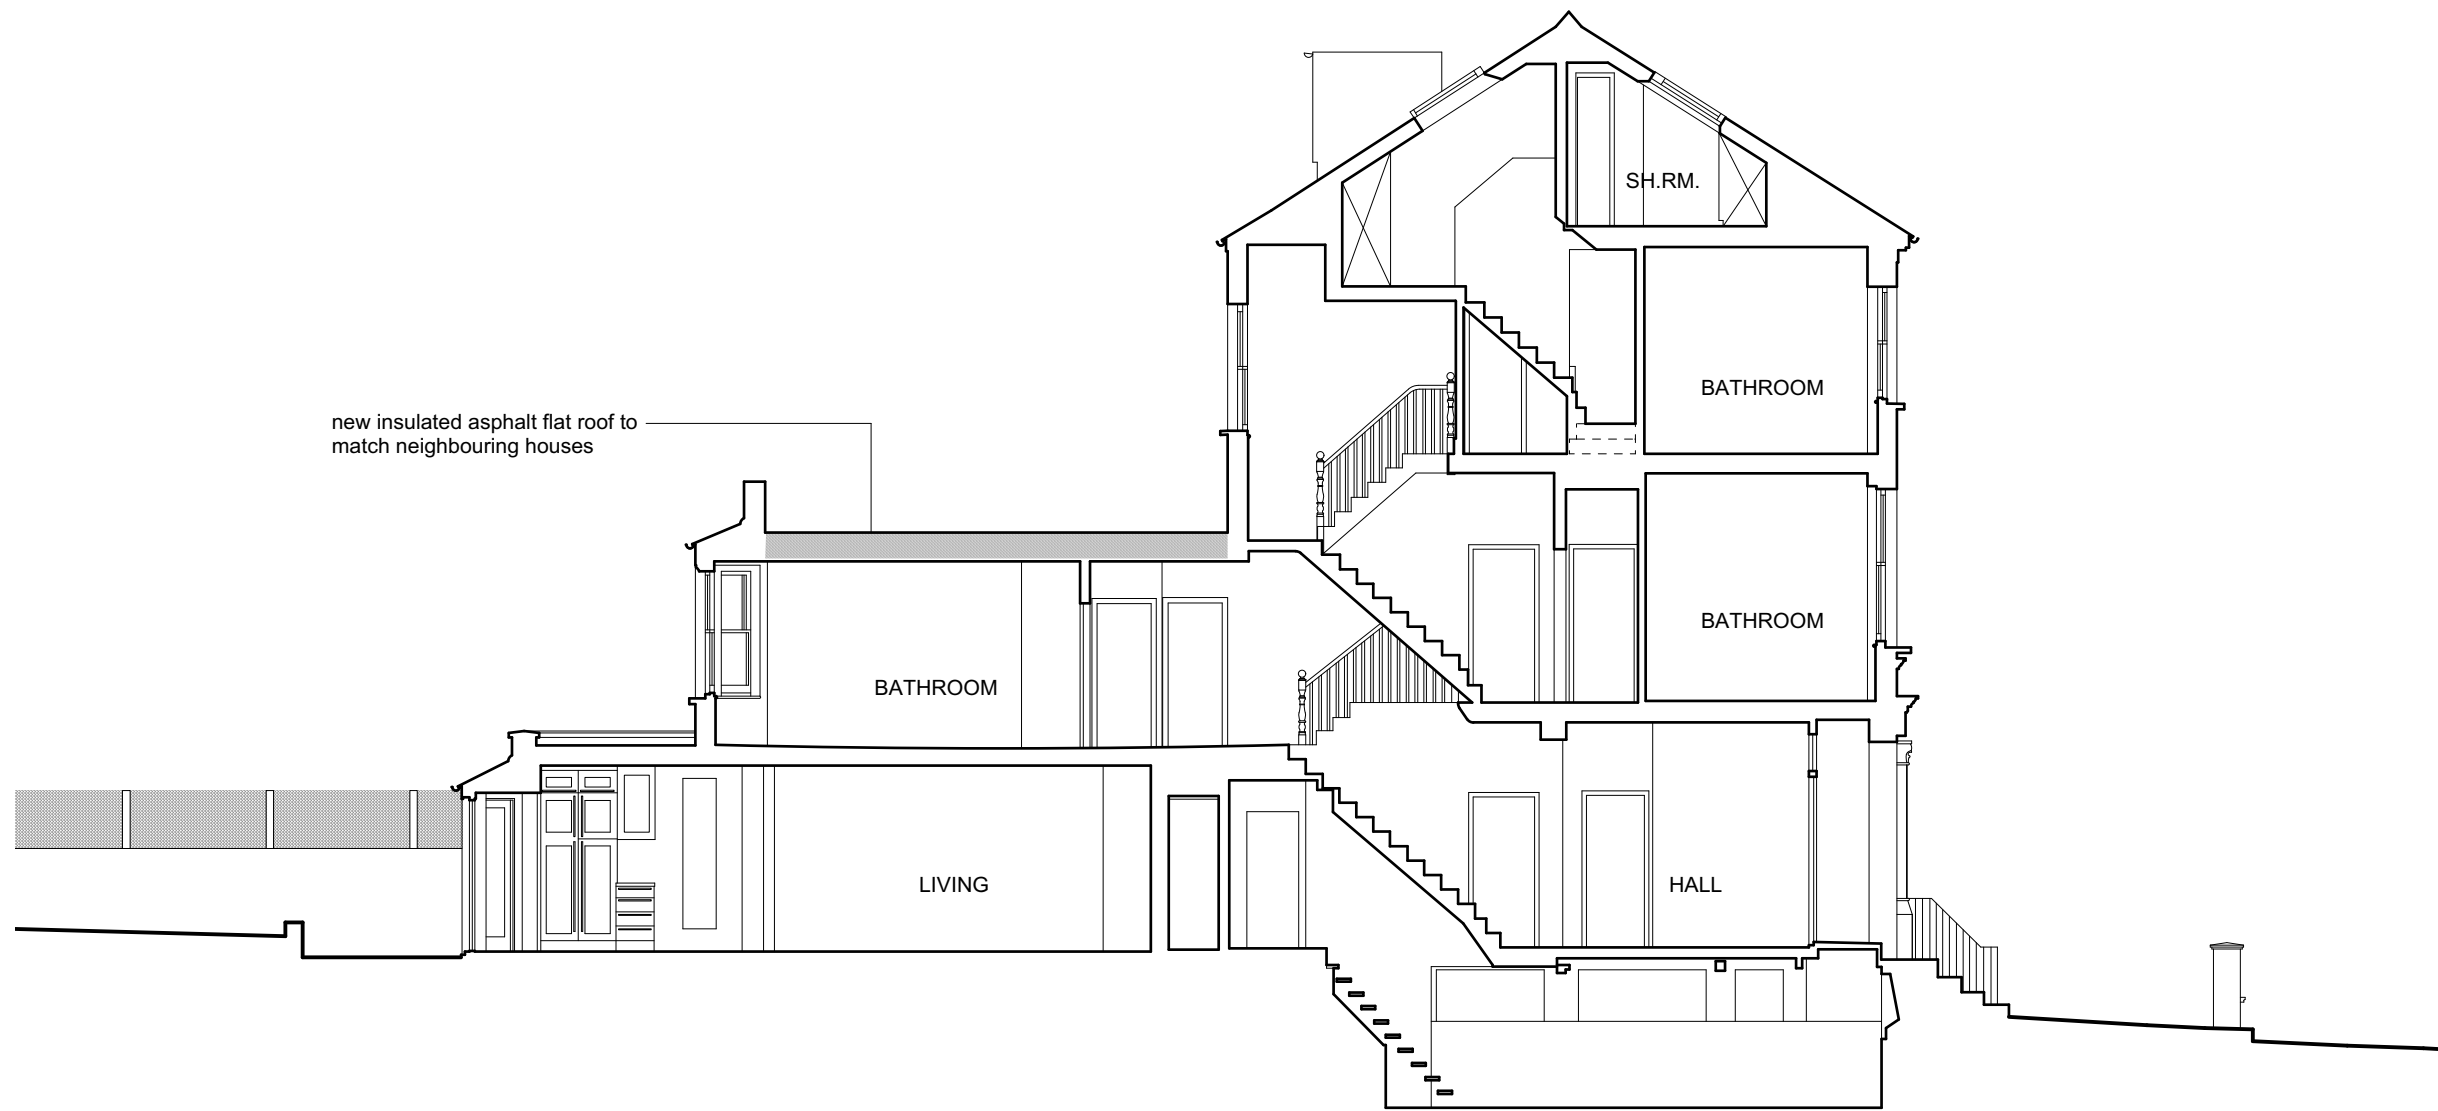 SH.RM.
BATHROOM
new insulated asphalt flat roof to
match neighbouring houses
BATHROOM
BATHROOM
LIVING
HALL